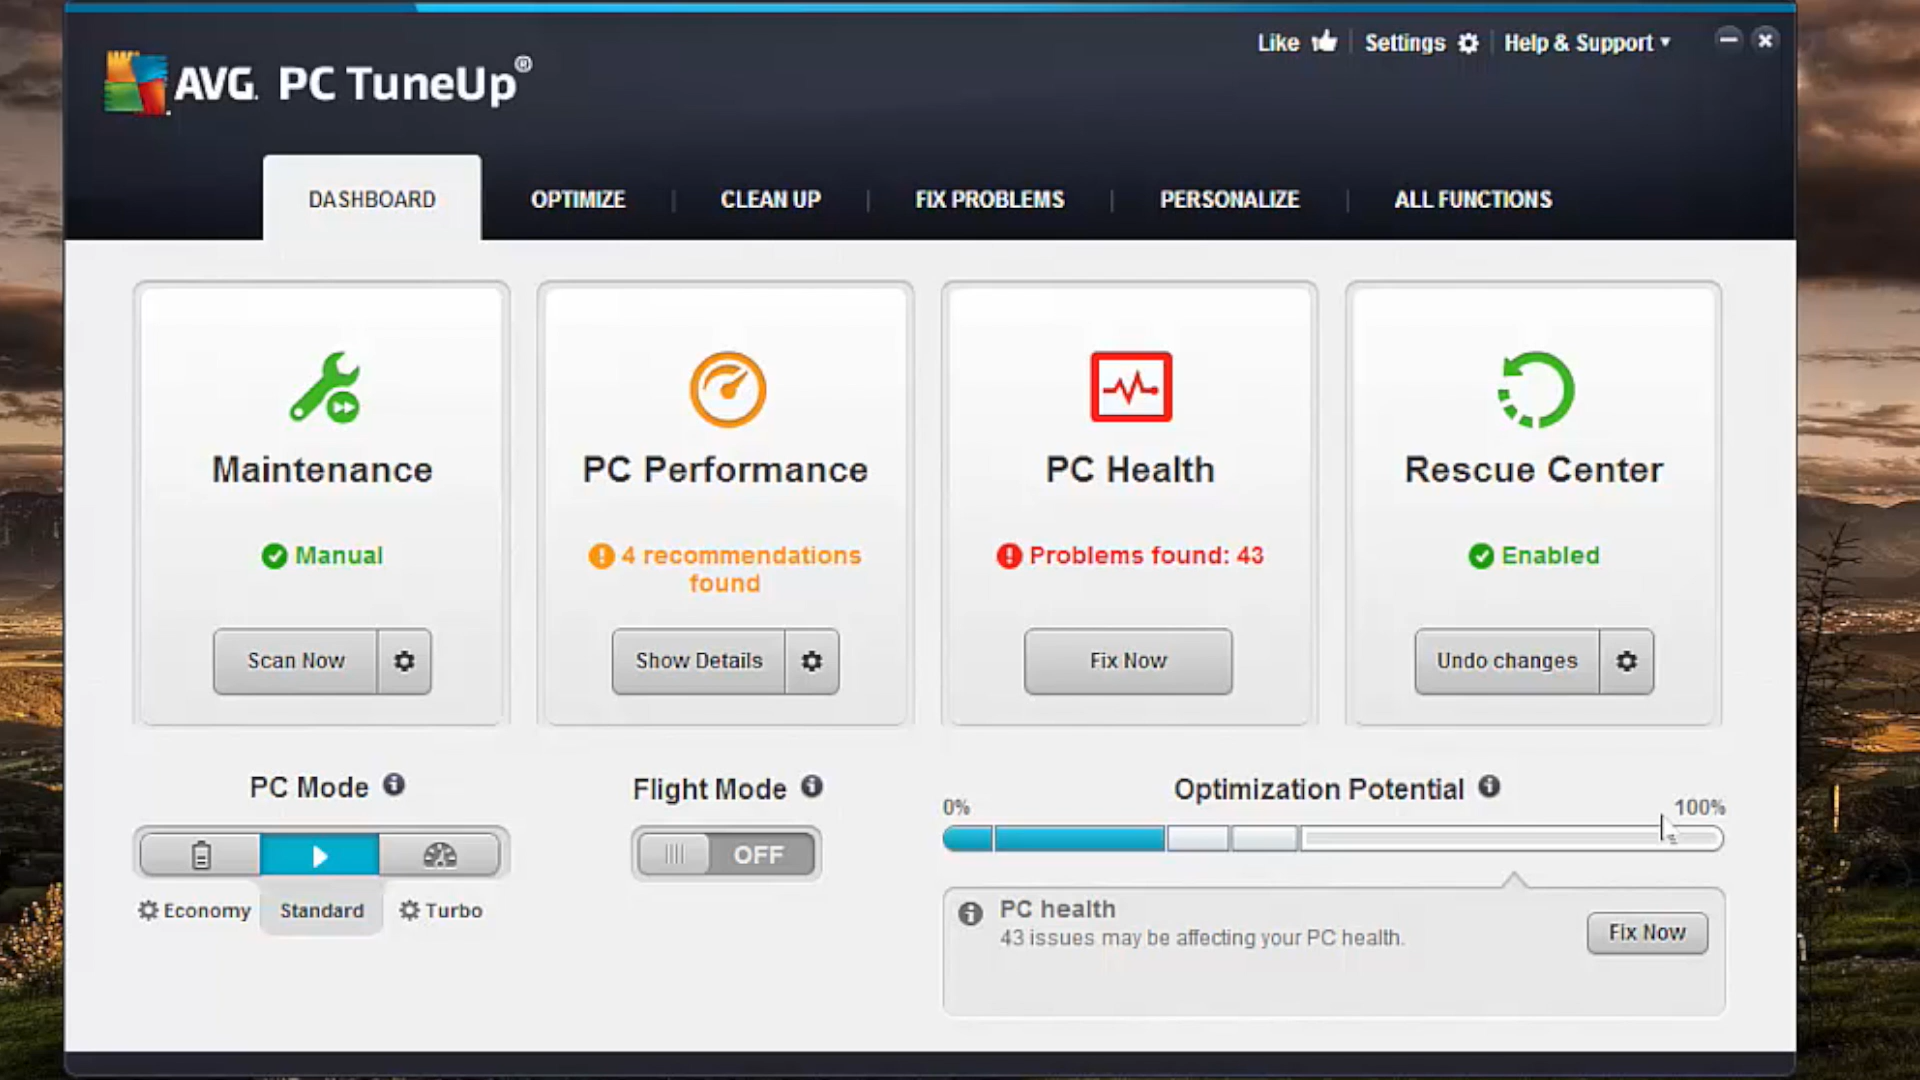 Like
Settings
Help & Support
AVG. PC TuneUp®
DASHBOARD
OPTIMIZE
CLEAN UP
FIX PROBLEMS
PERSONALIZE
ALL FUNCTIONS
Maintenance
Manual
Scan Now
PC Performance
4 recommendations
found
Show Details
PC Health
Problems found: 43
Fix Now
Rescue Center
Enabled
Undo changes
PC Mode
Economy
Standard
Turbo
Flight Mode
OFF
Optimization Potential
0%
100%
PC health
43 issues may be affecting your PC health.
Fix Now